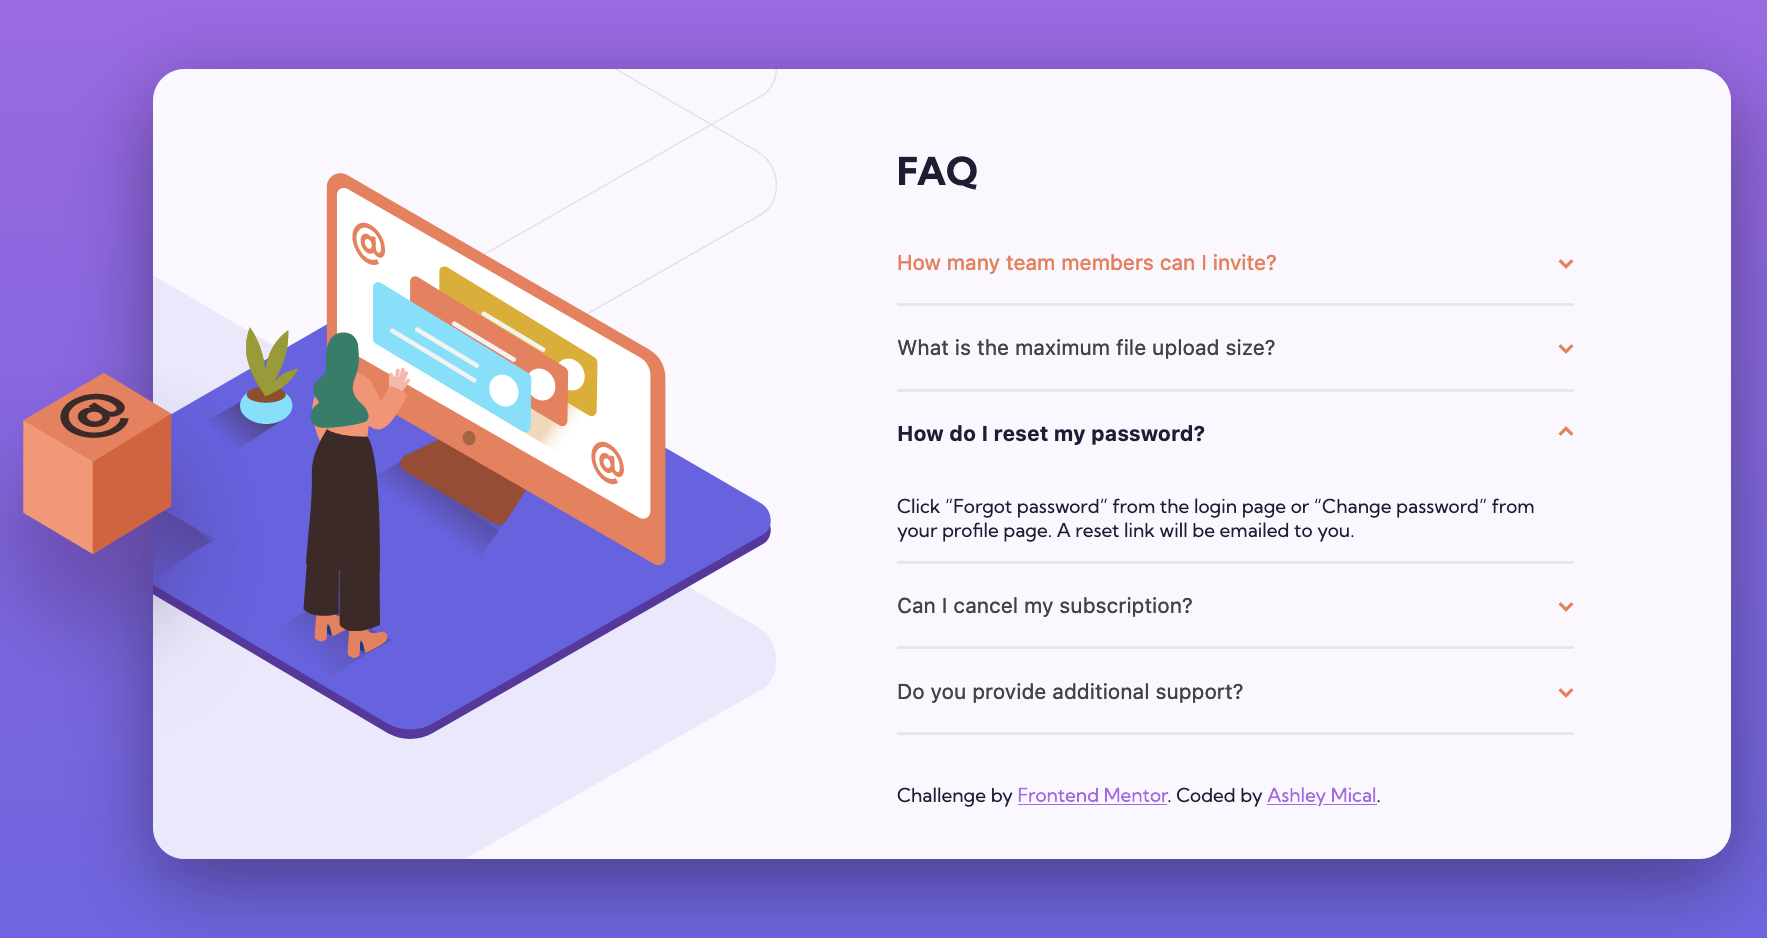 FAQ
How many team members can I invite?
What is the maximum file upload size?
How do I reset my password?
Click “Forgot password” from the login page or “Change password” from
your profile page. A reset link will be emailed to you.
Can I cancel my subscription?
Do you provide additional support?
Challenge by Frontend Mentor. Coded by Ashley Mical.
@
@
@